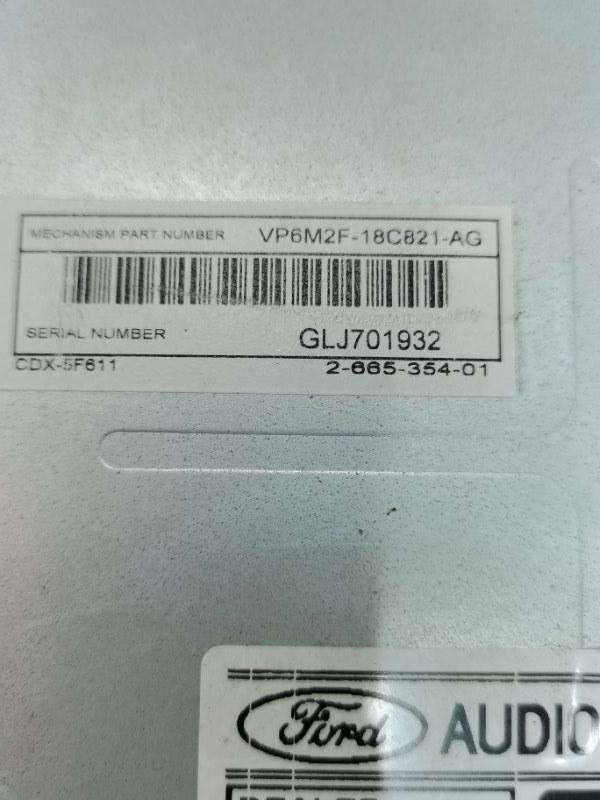 MECHANISM PART NUMBER VP6M2F-18C821-AG
SERIAL NUMBER GLJ701932
CDX-5F611 2-665-354-01
Ford AUDIO